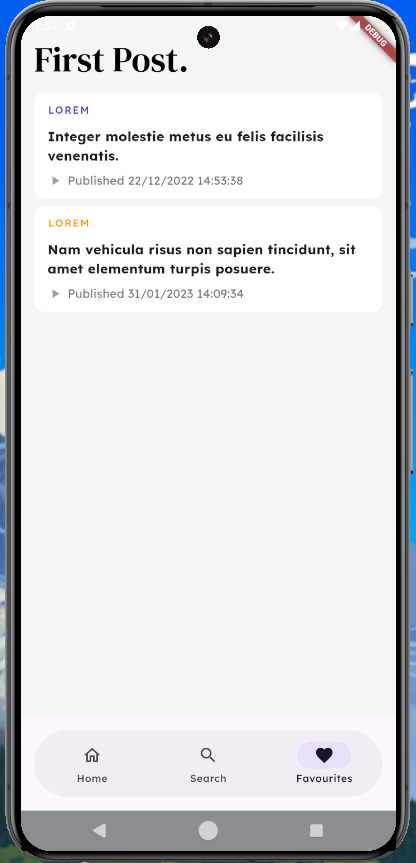 DEBUG
First Post.
LOREM
Integer molestie metus eu felis facilisis
venenatis.
Published 22/12/2022 14:53:38
LOREM
Nam vehicula risus non sapien tincidunt, sit
amet elementum turpis posuere.
Published 31/01/2023 14:09:34
Home
Search
Favourites